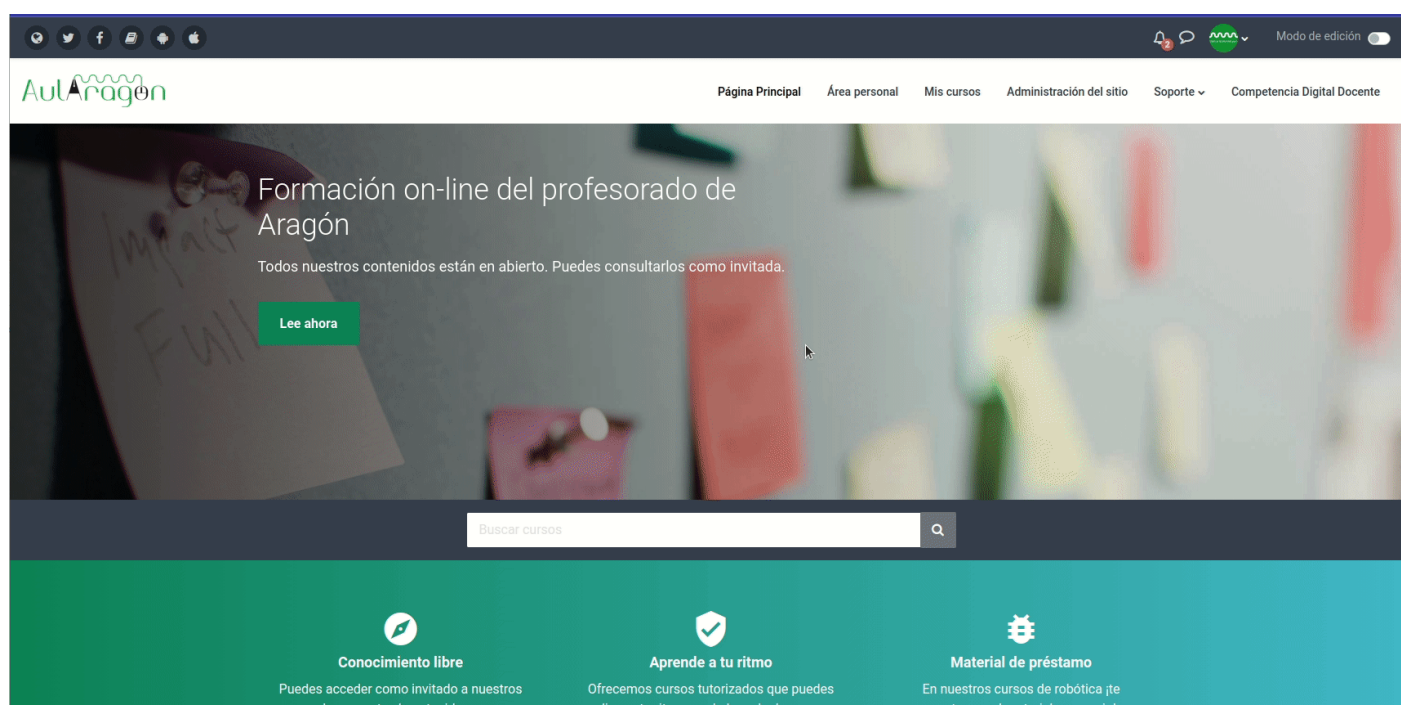 2
Modo de edición
AulAragón
Página Principal
Área personal
Mis cursos
Administración del sitio
Soporte
Competencia Digital Docente
Impact
Full
Formación on-line del profesorado de
Aragón
Todos nuestros contenidos están en abierto. Puedes consultarlos como invitada.
Lee ahora
Buscar cursos
Conocimiento libre
Puedes acceder como invitado a nuestros
Aprende a tu ritmo
Ofrecemos cursos tutorizados que puedes
Material de préstamo
En nuestros cursos de robótica ¡te